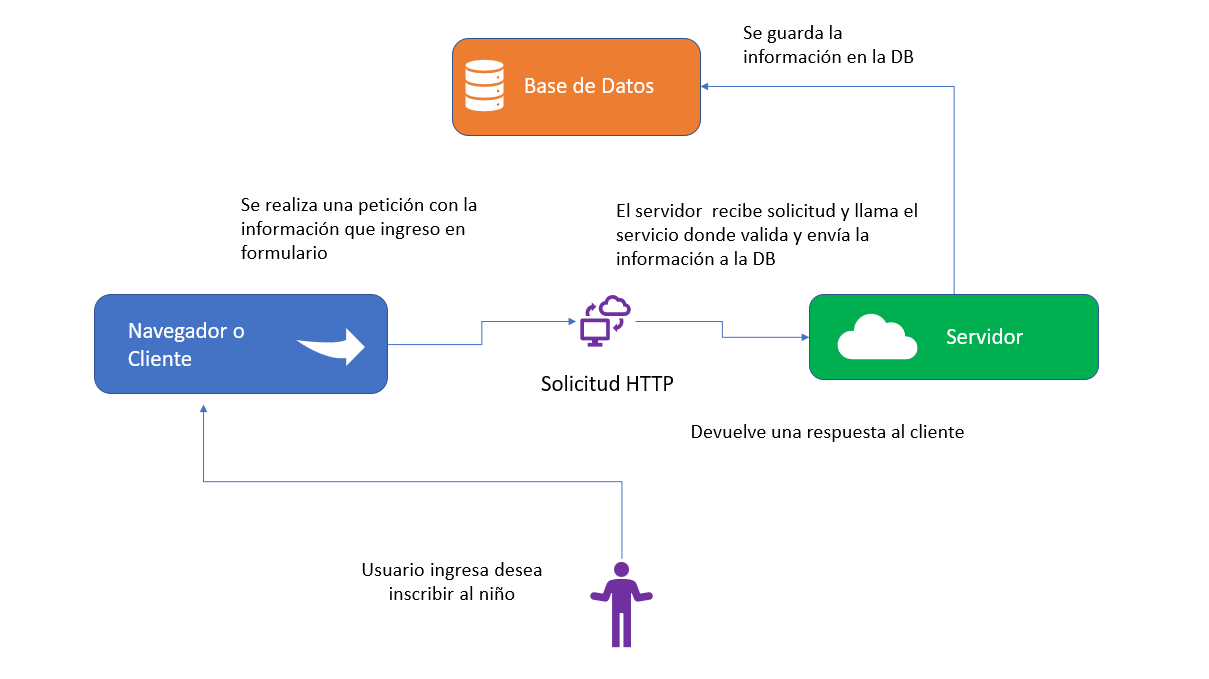 Se guarda la
información en la DB
Base de Datos
Se realiza una petición con la
información que ingreso en
formulario
El servidor recibe solicitud y llama el
servicio donde valida y envía la
información a la DB
Navegador o
Cliente
Servidor
Solicitud HTTP
Devuelve una respuesta al cliente
Usuario ingresa desea
inscribir al niño